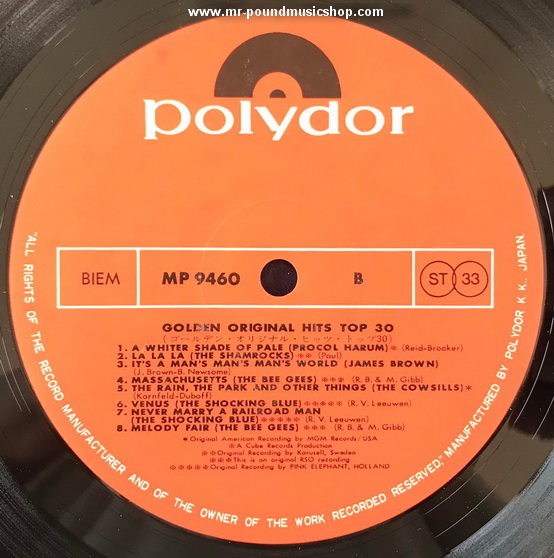 www.mr-poundmusicshop.com
polydor
BIEM MP 9460 B ST 33
GOLDEN ORIGINAL HITS TOP 30
(ゴールデン・オリジナル・ヒッツ・トップ30)
1. A WHITER SHADE OF PALE (PROCOL HARUM)* (Reid-Brooker)
2. LA LA LA (THE SHAMROCKS)** (Paul)
3. IT'S A MAN'S MAN'S MAN'S WORLD (JAMES BROWN)
(J. Brown-B. Newsome)
4. MASSACHUSETTS (THE BEE GEES)**** (R.B. & M. Gibb)
5. THE RAIN, THE PARK AND OTHER THINGS (THE COWSILLS)*
(Kornfeld-Duboff)
6. VENUS (THE SHOCKING BLUE)***** (R. V. Leeuwen)
7. NEVER MARRY A RAILROAD MAN
(THE SHOCKING BLUE)***** (R. V. Leeuwen)
8. MELODY FAIR (THE BEE GEES)**** (R.B. & M. Gibb)
*Original American Recording by MGM Records/USA
**A Cube Records Production
***Original Recording by Karusell, Sweden
****This is an original RSO recording
*****Original Recording by PINK ELEPHANT, HOLLAND
"ALL RIGHTS OF THE RECORD MANUFACTURER AND OF THE OWNER OF THE WORK RECORDED RESERVED," MANUFACTURED BY POLYDOR K. K., JAPAN.